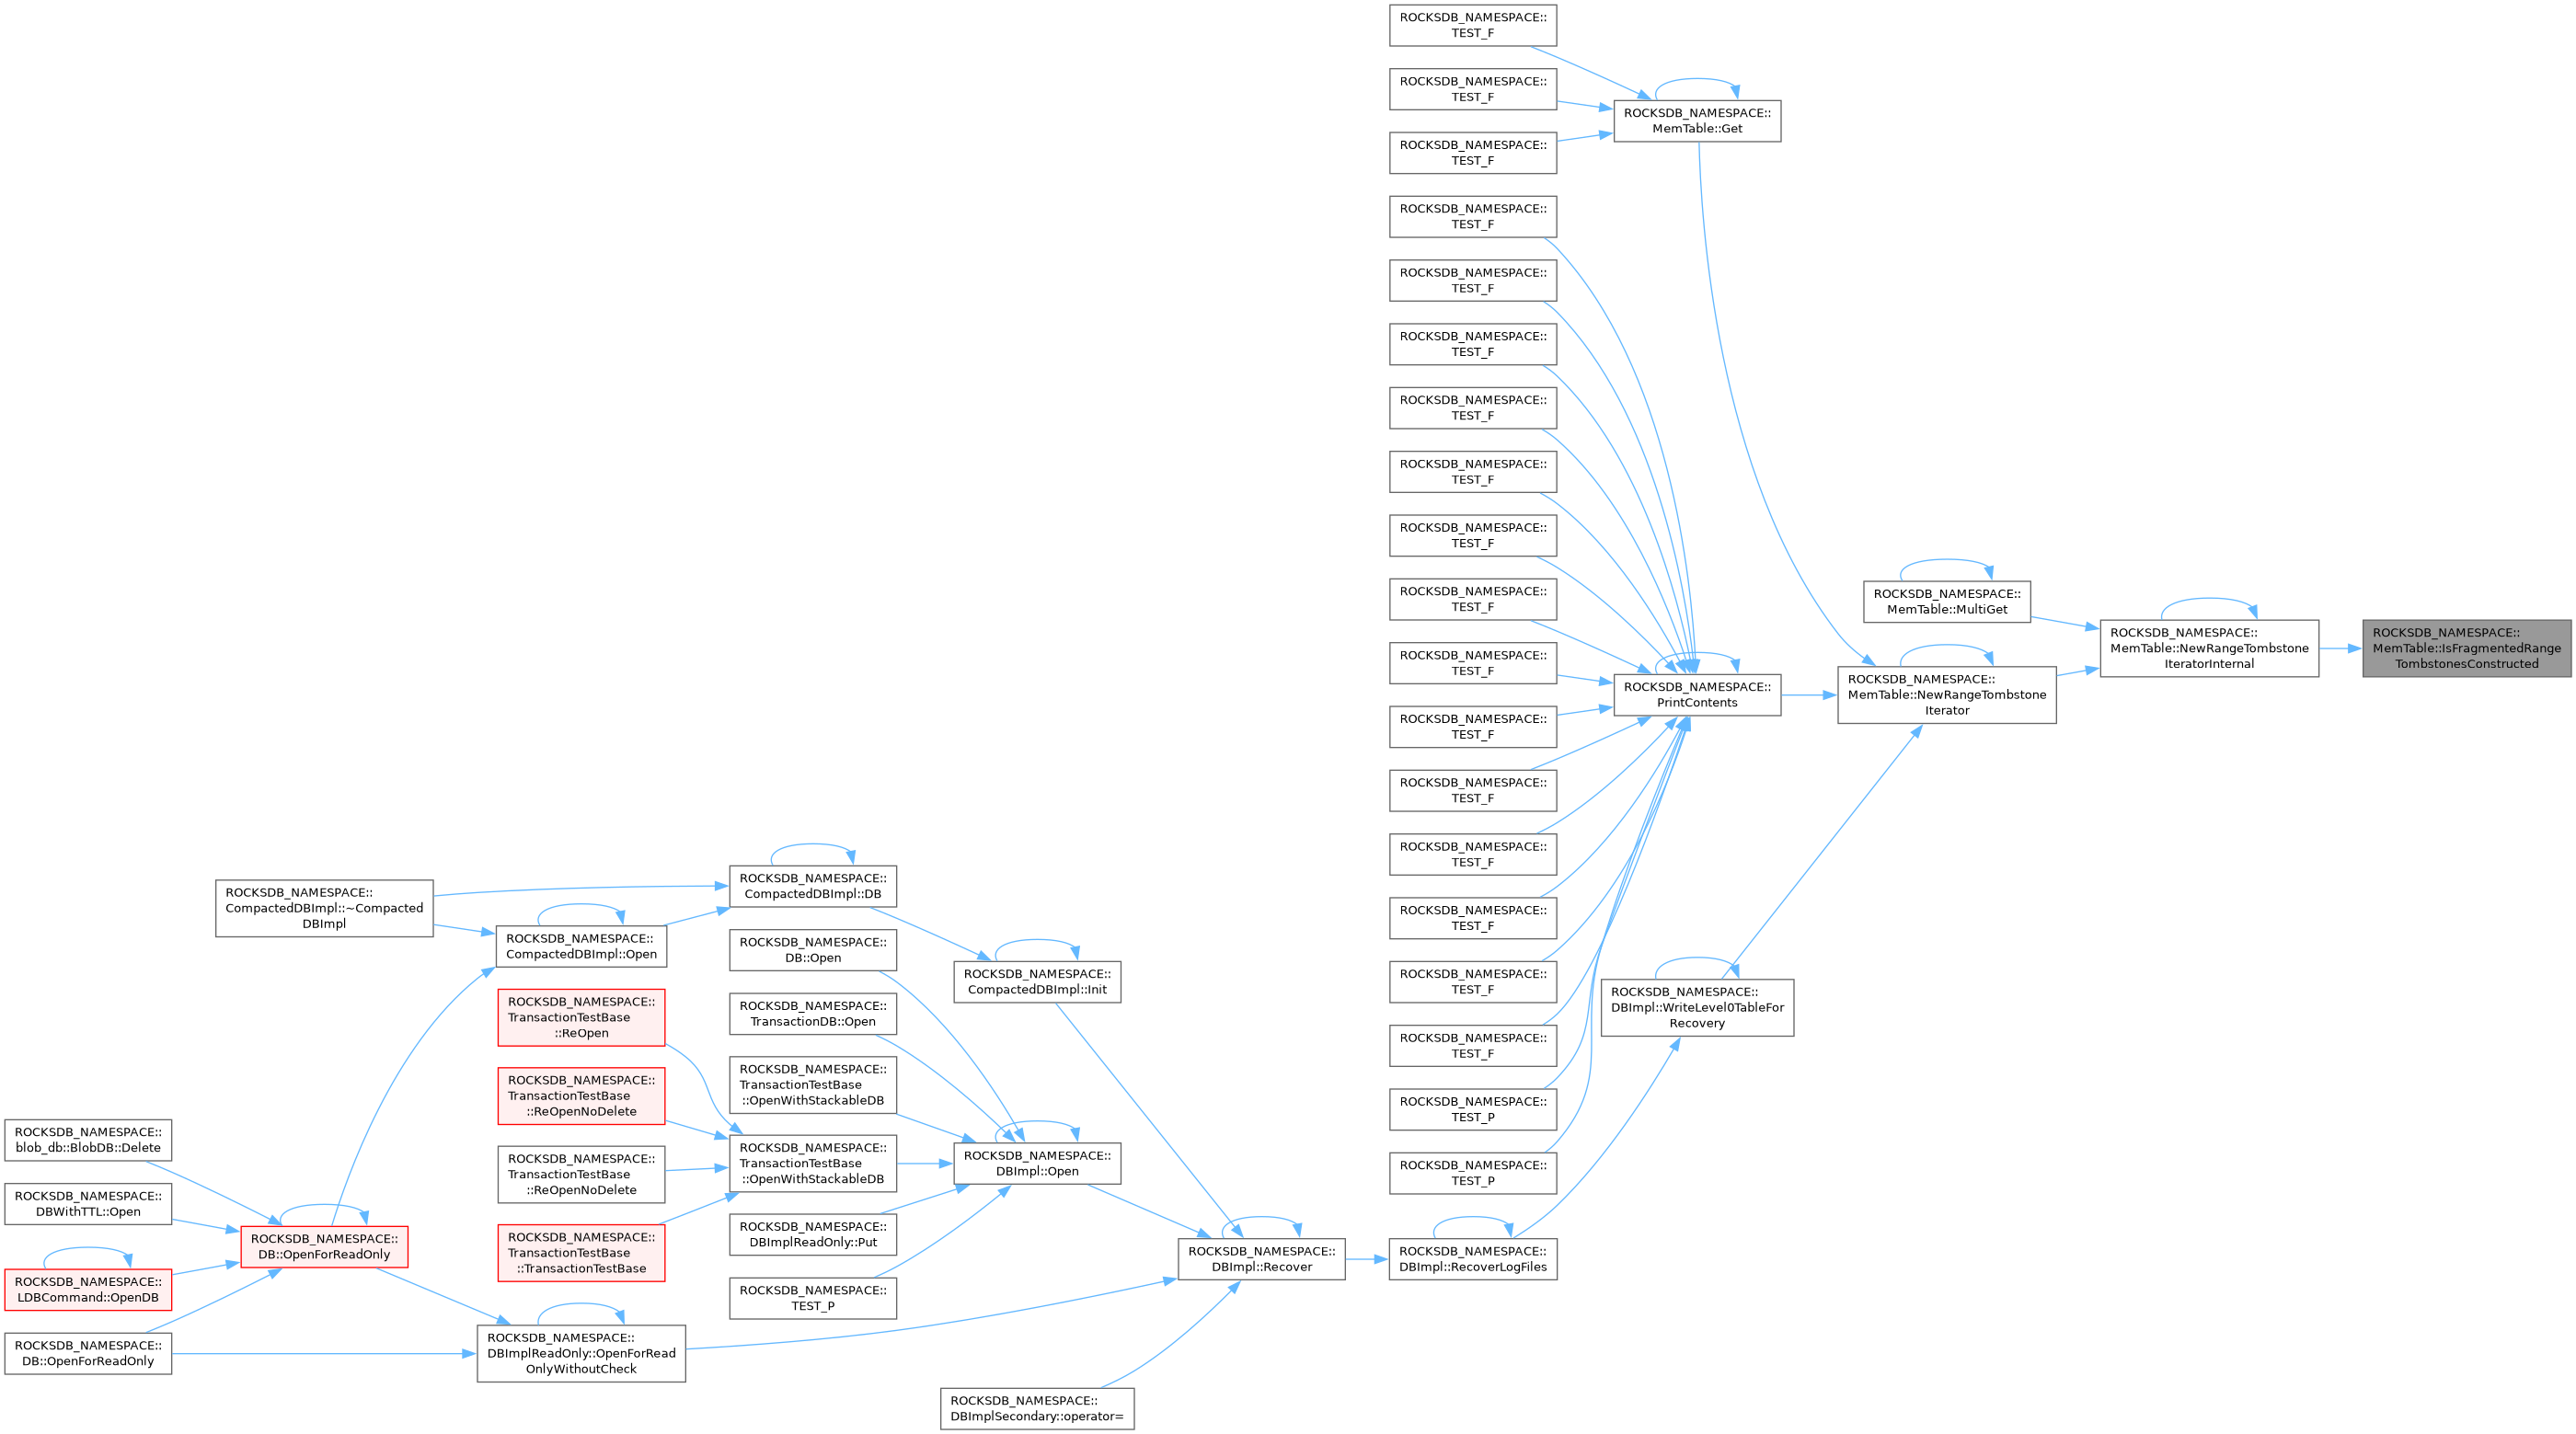 ROCKSDB_NAMESPACE::
TEST_F
ROCKSDB_NAMESPACE::
TEST_F
ROCKSDB_NAMESPACE::
MemTable::Get
ROCKSDB_NAMESPACE::
TEST_F
ROCKSDB_NAMESPACE::
TEST_F
ROCKSDB_NAMESPACE::
TEST_F
ROCKSDB_NAMESPACE::
TEST_F
ROCKSDB_NAMESPACE::
TEST_F
ROCKSDB_NAMESPACE::
TEST_F
ROCKSDB_NAMESPACE::
TEST_F
ROCKSDB_NAMESPACE::
TEST_F
ROCKSDB_NAMESPACE::
MemTable::MultiGet
ROCKSDB_NAMESPACE::
MemTable::NewRangeTombstone
IteratorInternal
ROCKSDB_NAMESPACE::
MemTable::IsFragmentedRange
TombstonesConstructed
ROCKSDB_NAMESPACE::
TEST_F
ROCKSDB_NAMESPACE::
PrintContents
ROCKSDB_NAMESPACE::
MemTable::NewRangeTombstone
Iterator
ROCKSDB_NAMESPACE::
TEST_F
ROCKSDB_NAMESPACE::
TEST_F
ROCKSDB_NAMESPACE::
TEST_F
ROCKSDB_NAMESPACE::
CompactedDBImpl::~Compacted
DBImpl
ROCKSDB_NAMESPACE::
CompactedDBImpl::DB
ROCKSDB_NAMESPACE::
TEST_F
ROCKSDB_NAMESPACE::
CompactedDBImpl::Open
ROCKSDB_NAMESPACE::
DB::Open
ROCKSDB_NAMESPACE::
CompactedDBImpl::Init
ROCKSDB_NAMESPACE::
TEST_F
ROCKSDB_NAMESPACE::
DBImpl::WriteLevel0TableFor
Recovery
ROCKSDB_NAMESPACE::
TransactionTestBase
::ReOpen
ROCKSDB_NAMESPACE::
TransactionDB::Open
ROCKSDB_NAMESPACE::
TEST_F
ROCKSDB_NAMESPACE::
TransactionTestBase
::ReOpenNoDelete
ROCKSDB_NAMESPACE::
TransactionTestBase
::OpenWithStackableDB
ROCKSDB_NAMESPACE::
TEST_P
ROCKSDB_NAMESPACE::
blob_db::BlobDB::Delete
ROCKSDB_NAMESPACE::
TransactionTestBase
::ReOpenNoDelete
ROCKSDB_NAMESPACE::
TransactionTestBase
::OpenWithStackableDB
ROCKSDB_NAMESPACE::
DBImpl::Open
ROCKSDB_NAMESPACE::
TEST_P
ROCKSDB_NAMESPACE::
DBWithTTL::Open
ROCKSDB_NAMESPACE::
DB::OpenForReadOnly
ROCKSDB_NAMESPACE::
TransactionTestBase
::TransactionTestBase
ROCKSDB_NAMESPACE::
DBImplReadOnly::Put
ROCKSDB_NAMESPACE::
DBImpl::Recover
ROCKSDB_NAMESPACE::
DBImpl::RecoverLogFiles
ROCKSDB_NAMESPACE::
LDBCommand::OpenDB
ROCKSDB_NAMESPACE::
TEST_P
ROCKSDB_NAMESPACE::
DB::OpenForReadOnly
ROCKSDB_NAMESPACE::
DBImplReadOnly::OpenForRead
OnlyWithoutCheck
ROCKSDB_NAMESPACE::
DBImplSecondary::operator=